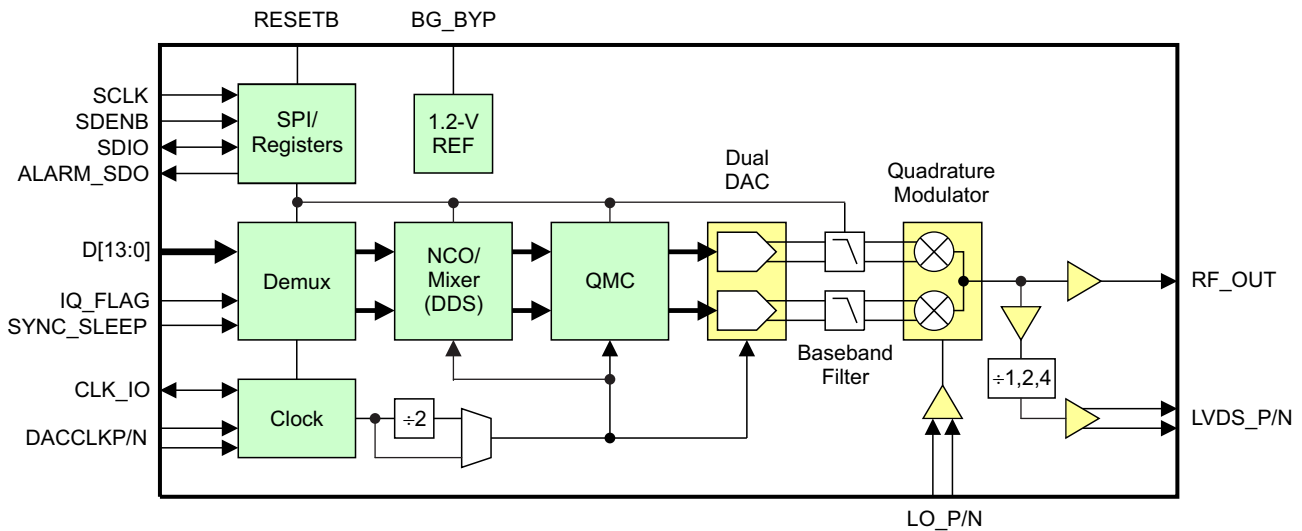 RESETB
BG_BYP
SCLK
SDENB
SDIO
ALARM_SDO
SPI/
Registers
1.2-V
REF
Dual
DAC
Quadrature
Modulator
D[13:0]
IQ_FLAG
SYNC_SLEEP
Demux
NCO/
Mixer
(DDS)
QMC
RF_OUT
Baseband
Filter
÷1,2,4
CLK_IO
DACCLKP/N
Clock
÷2
LVDS_P/N
LO_P/N